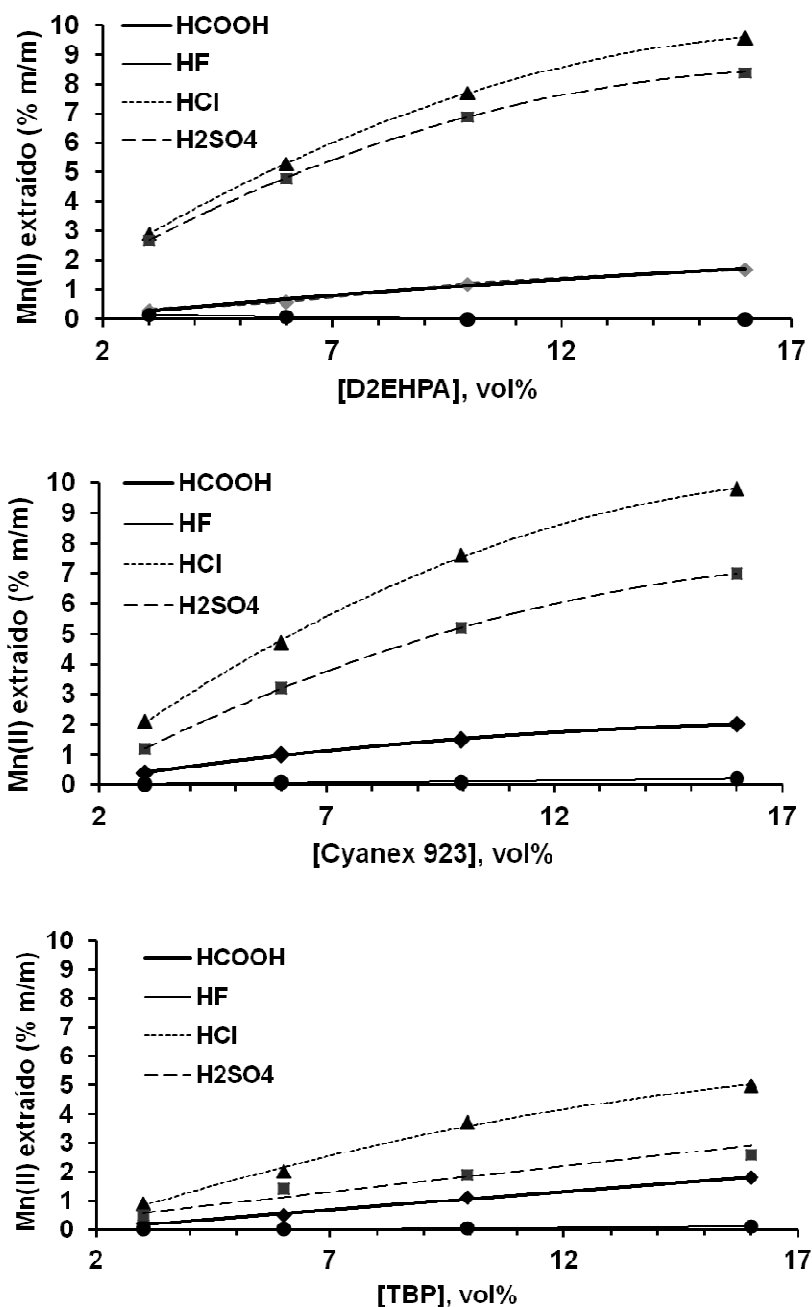 Mn(II) extraído (% m/m)
10
9
8
7
6
5
4
3
2
1
0
HCOOH
HF
HCl
H2SO4
2
7
12
17
[D2EHPA], vol%
Mn(II) extraído (% m/m)
10
9
8
7
6
5
4
3
2
1
0
HCOOH
HF
HCl
H2SO4
2
7
12
17
[Cyanex 923], vol%
Mn(II) extraído (% m/m)
10
9
8
7
6
5
4
3
2
1
0
HCOOH
HF
HCl
H2SO4
2
7
12
17
[TBP], vol%